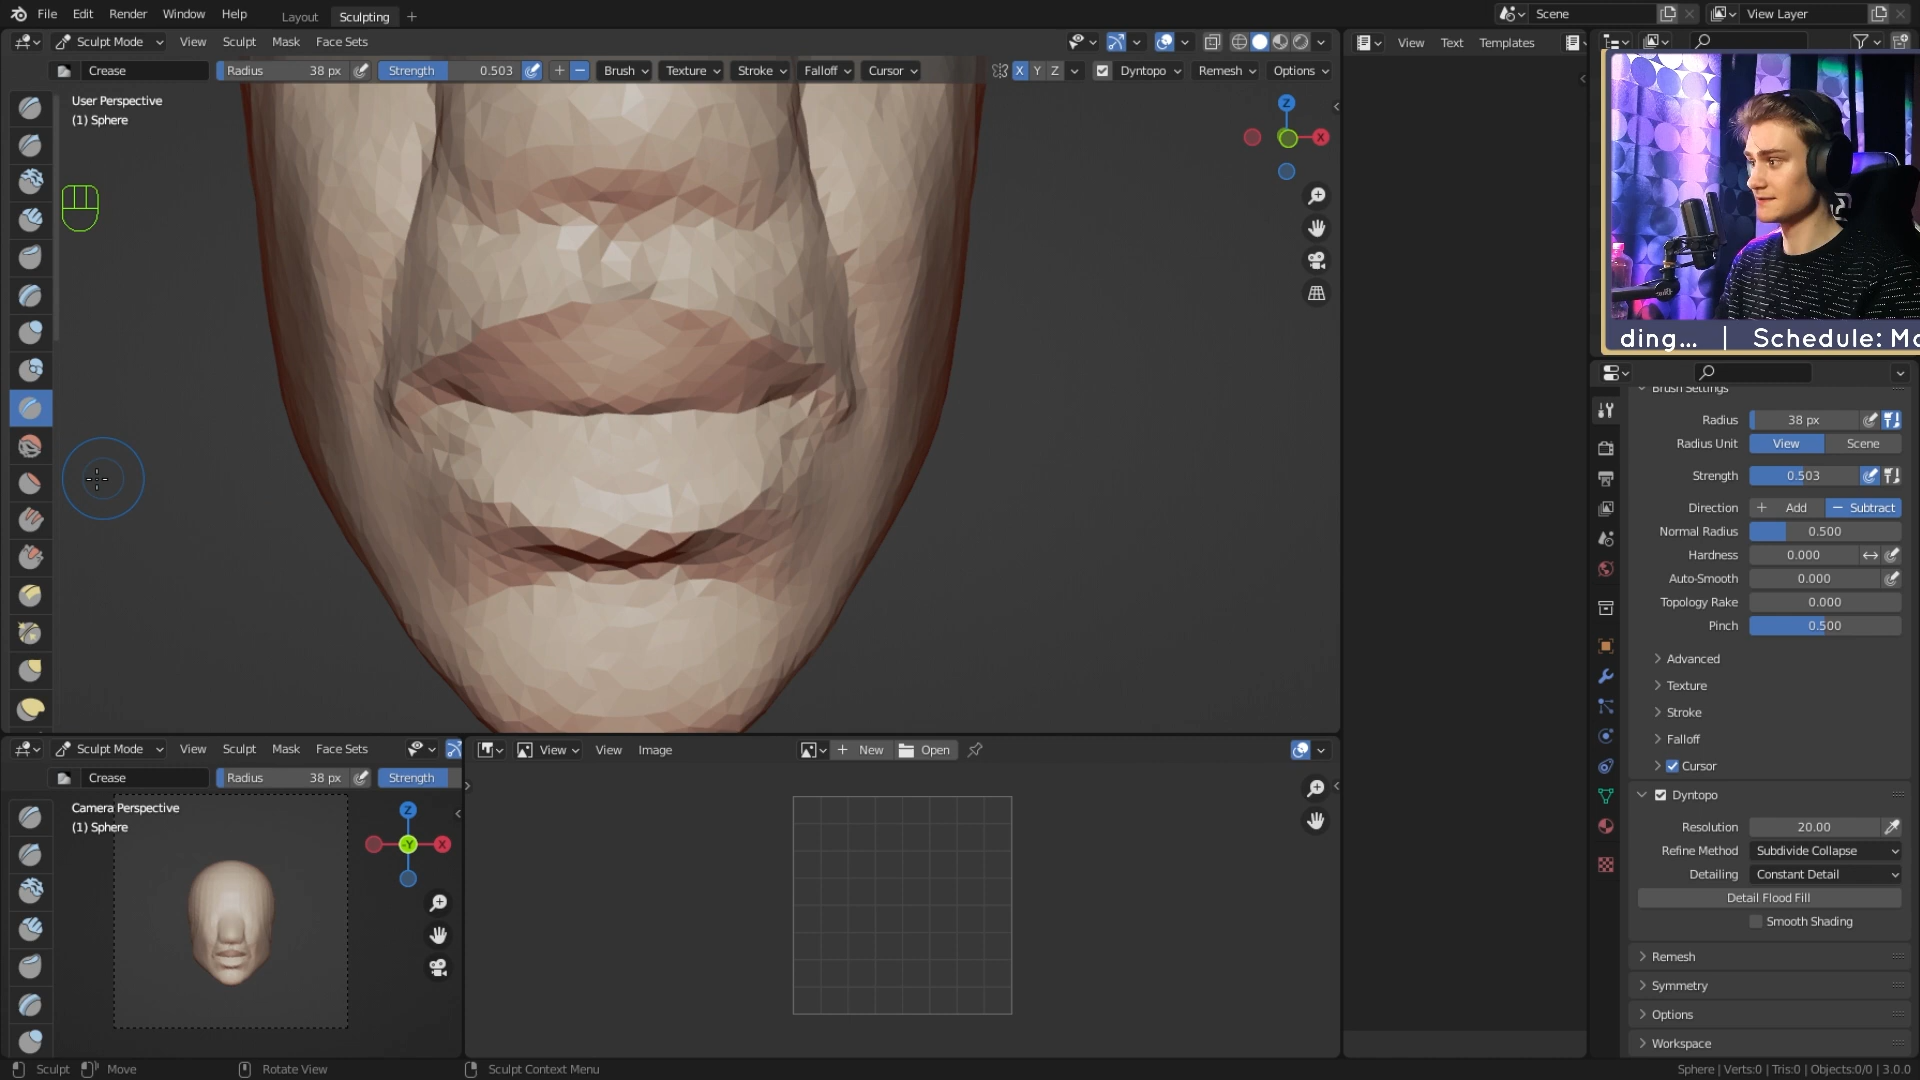 File Edit Render Window Help Layout Sculpting + Scene View Layer
Sculpt Mode View Sculpt Mask Face Sets View Text Templates
Crease Radius 38 px Strength 0.503 Brush Texture Stroke Falloff Cursor X Y Z Dyntopo Remesh Options
User Perspective
(1) Sphere
Z
X
ding... | Schedule: Mo
Brush Settings
Radius 38 px
Radius Unit View Scene
Strength 0.503
Direction + Add − Subtract
Normal Radius 0.500
Hardness 0.000
Auto-Smooth 0.000
Topology Rake 0.000
Pinch 0.500
Advanced
Texture
Stroke
Falloff
Cursor
Dyntopo
Resolution 20.00
Refine Method Subdivide Collapse
Detailing Constant Detail
Detail Flood Fill
Smooth Shading
Remesh
Symmetry
Options
Workspace
Sculpt Mode View Sculpt Mask Face Sets
Crease Radius 38 px Strength
Camera Perspective
(1) Sphere
Z
-Y X
View View Image + New Open
Sculpt Move Rotate View Sculpt Context Menu
Sphere | Verts:0 | Tris:0 | Objects:0/0 | 3.0.0